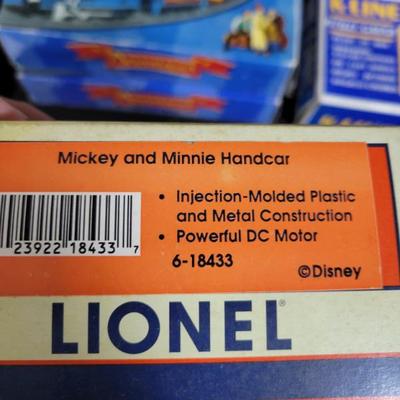 K-LINE
Mickey and Minnie Handcar
• Injection-Molded Plastic
and Metal Construction
• Powerful DC Motor
6-18433
23922 18433 7
©Disney
LIONEL®